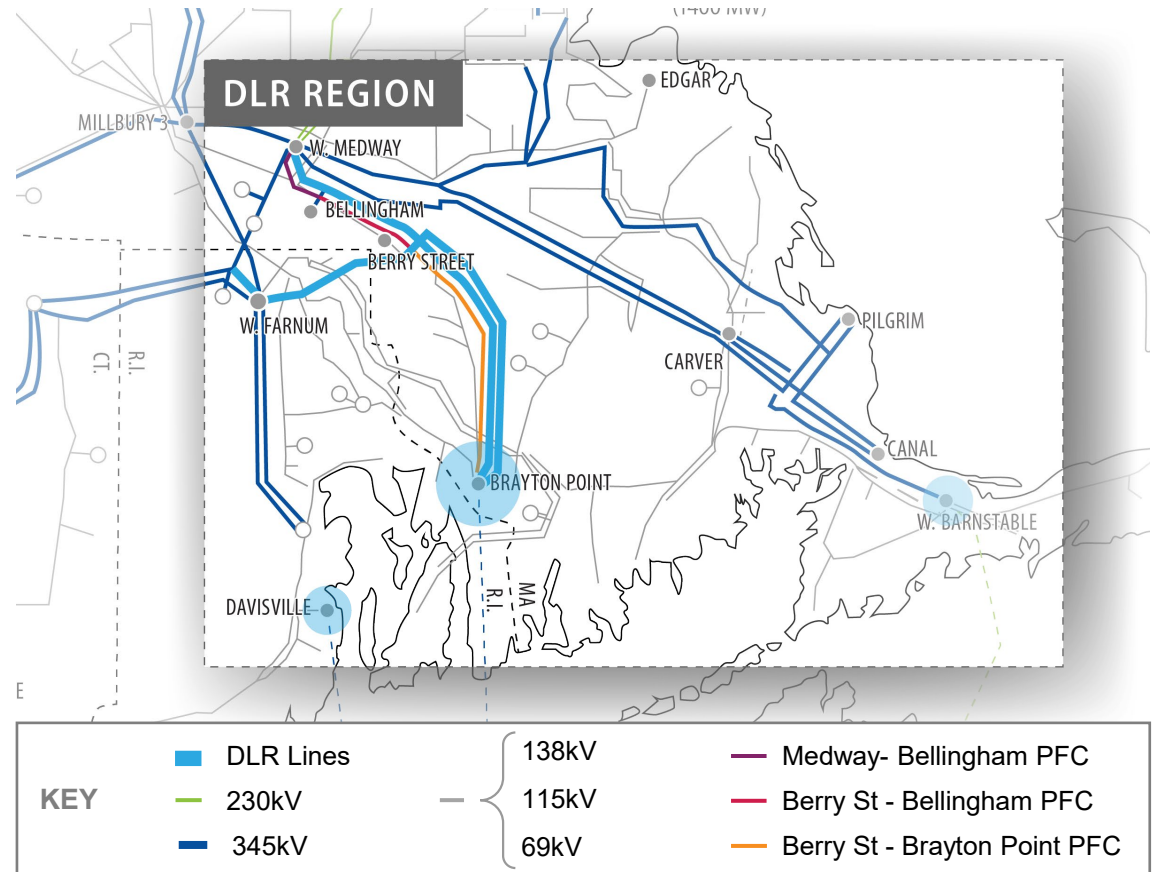 (1400 MW)
DLR REGION
EDGAR
MILLBURY 3
W. MEDWAY
BELLINGHAM
BERRY STREET
W. FARNUM
PILGRIM
CARVER
CT.
R.I.
CANAL
BRAYTON POINT
W. BARNSTABLE
DAVISVILLE
R.I.
MA
E
KEY
DLR Lines
230kV
345kV
138kV
115kV
69kV
Medway- Bellingham PFC
Berry St - Bellingham PFC
Berry St - Brayton Point PFC